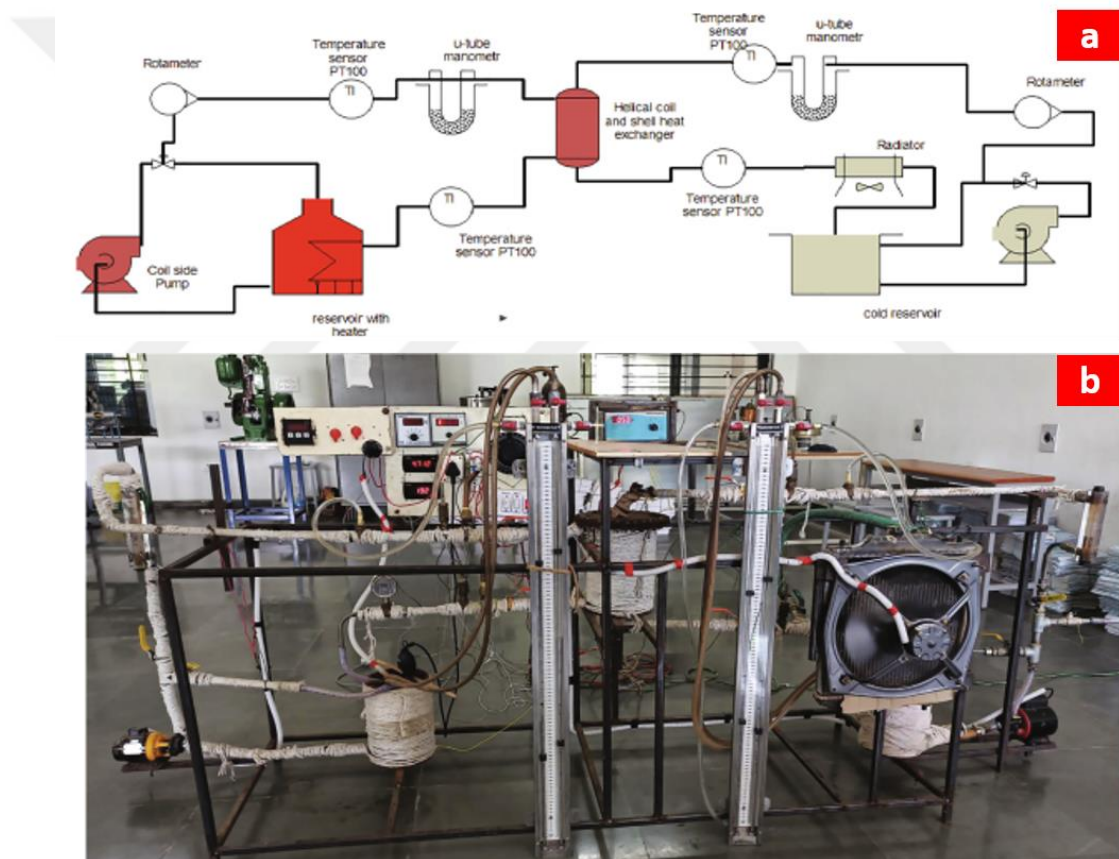 a
Temperature
sensor
PT100
u-tube
manometr
Temperature
sensor
PT100
u-tube
manometr
Rotameter
Rotameter
TI
TI
Helical coil
and shell heat
exchanger
Radiator
TI
TI
Temperature
sensor PT100
Temperature
sensor PT100
Coil side
Pump
reservoir with
heater
cold reservoir
b